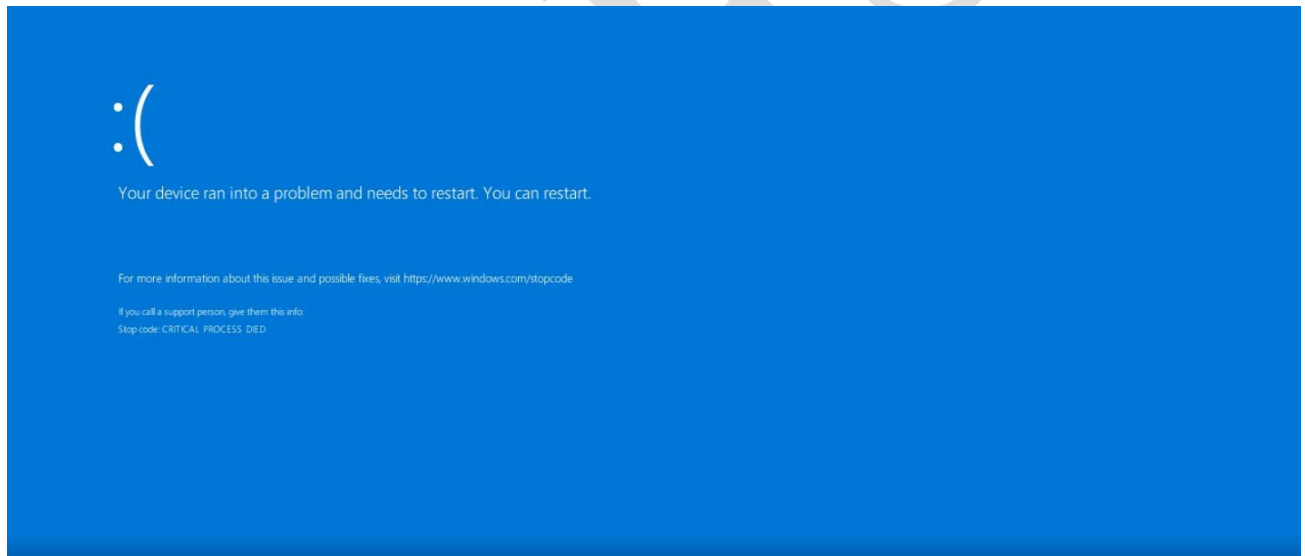 :(
Your device ran into a problem and needs to restart. You can restart.
For more information about this issue and possible fixes, visit https://www.windows.com/stopcode
If you call a support person, give them this info:
Stop code: CRITICAL PROCESS DIED